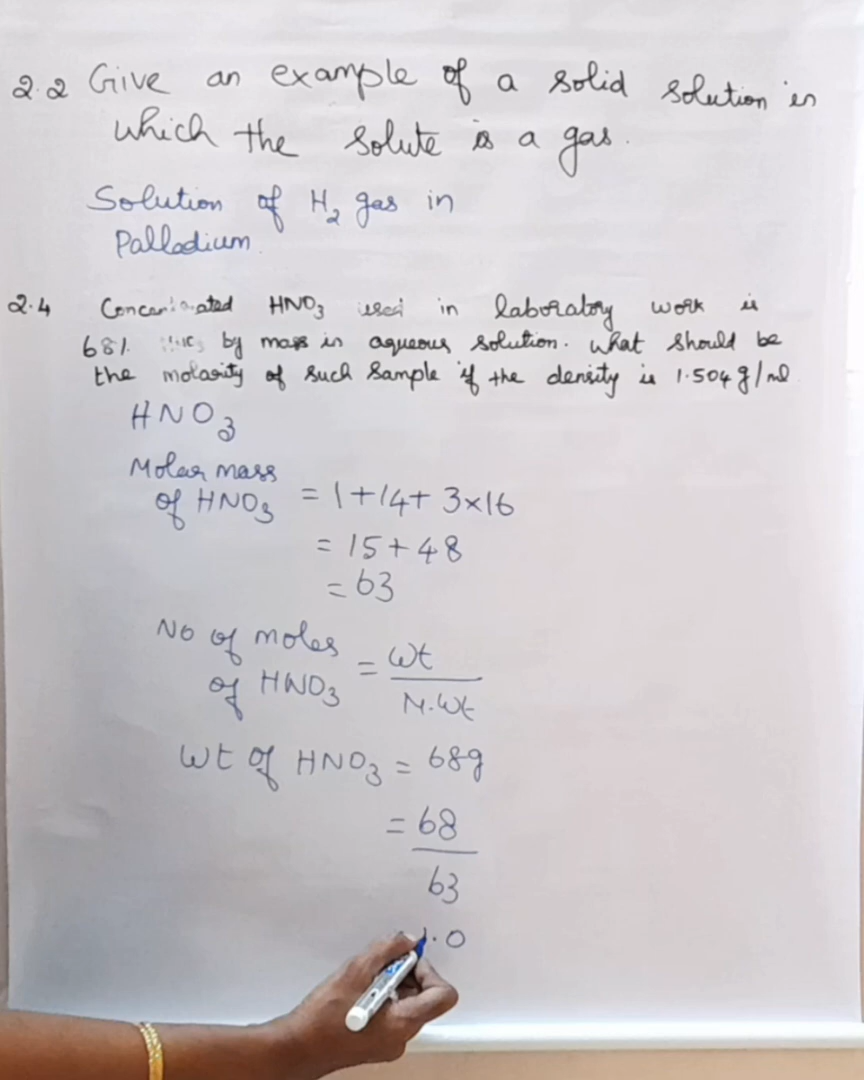 2.2 Give an example of a solid solution in
which the solute is a gas.
Solution of H₂ gas in
Palladium.
2.4 HNO₃ used in laboratory work is
68% by mass in aqueous solution. What should be
the molarity of such sample if the density is 1.504 g/ml
HNO₃
Molar mass
of HNO₃ = 1+14+ 3×16
= 15+48
= 63
No of moles
of HNO₃ = Wt
M.Wt
Wt of HNO₃ = 68g
= 68
63
1.0